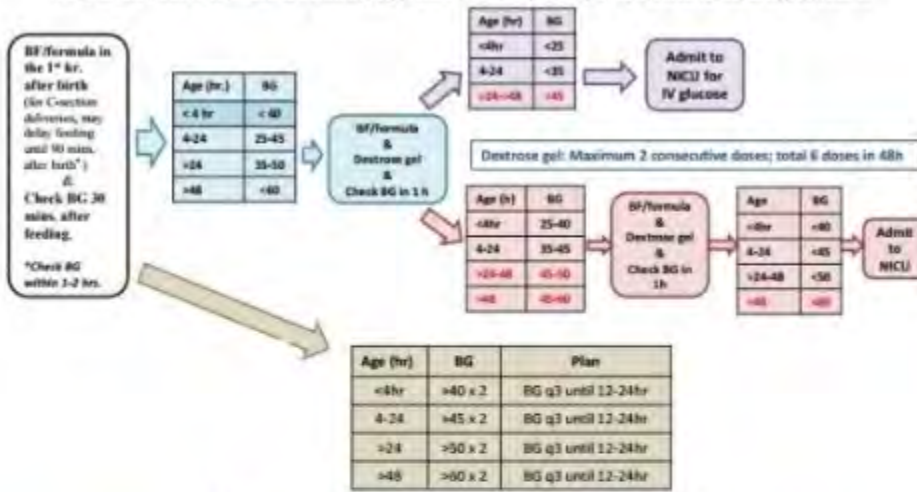 BF/formula in
the 1st hr.
after birth
(for C-section
deliveries, may
delay feeding
until 90 mins.
after birth*)
&
Check BG 30
mins. after
feeding.
*Check BG
within 1-2 hrs.
Age (hr.) BG
< 4 hr < 40
4-24 25-45
>24 35-50
>48 <60
BF/formula
&
Dextrose gel
&
Check BG in 1 h
Age (hr) BG
<4hr <25
4-24 <35
<45
Admit to
NICU for
IV glucose
Dextrose gel: Maximum 2 consecutive doses; total 6 doses in 48h
Age (h) BG
<4hr 25-40
4-24 35-45
>24-48 45-50
>48 45-60
BF/formula
&
Dextrose gel
&
Check BG in
1h
Age BG
<4hr <40
4-24 <45
>24-48 <50
>48 <60
Admit
to
NICU
Age (hr) BG Plan
<4hr >40 x 2 BG q3 until 12-24hr
4-24 >45 x 2 BG q3 until 12-24hr
>24 >50 x 2 BG q3 until 12-24hr
>48 >60 x 2 BG q3 until 12-24hr